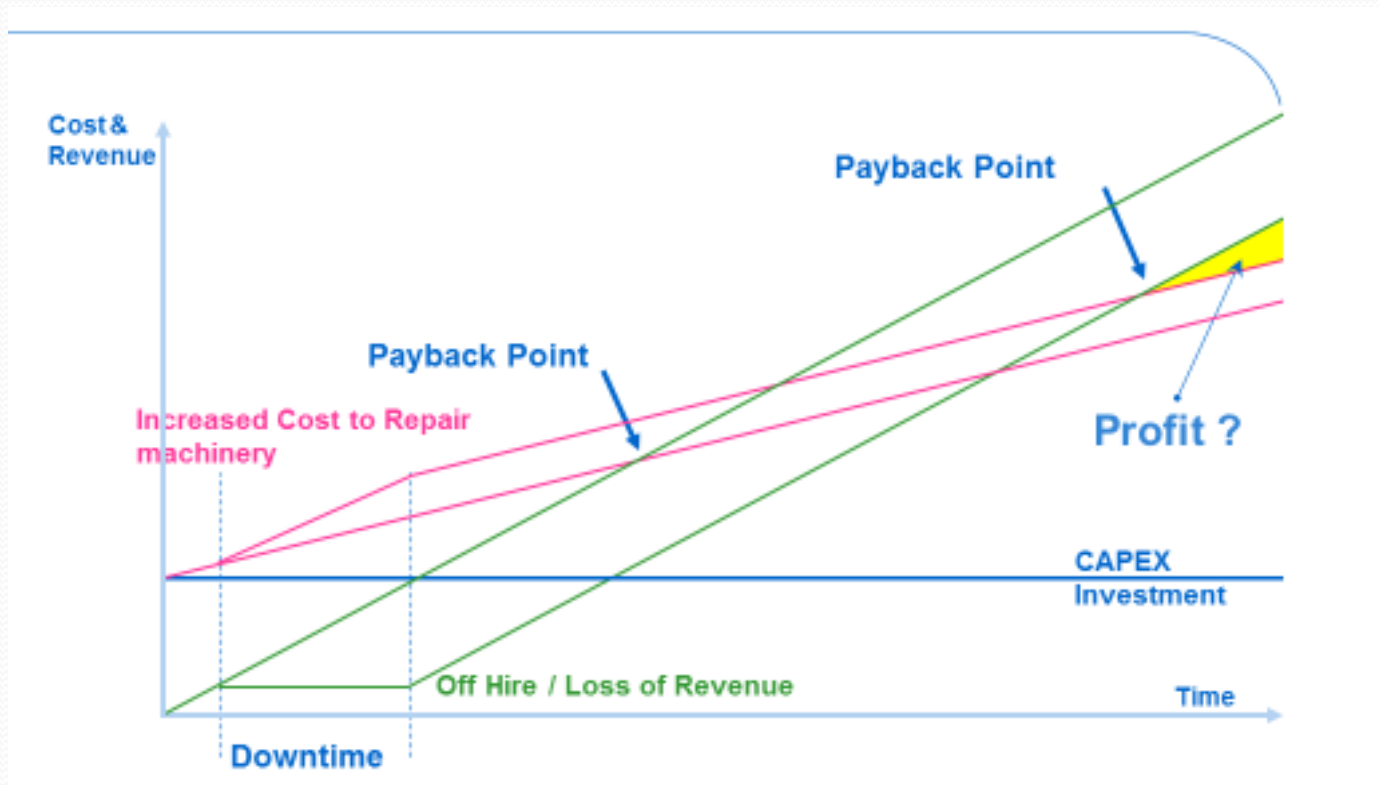 Cost &
Revenue
Payback Point
Payback Point
Increased Cost to Repair
machinery
Profit ?
CAPEX
Investment
Off Hire / Loss of Revenue
Time
Downtime